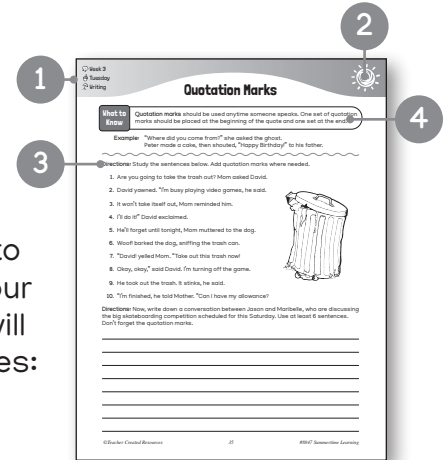 2
1
Week 3
Tuesday
Writing
Quotation Marks
What to
Know
Quotation marks should be used anytime someone speaks. One set of quotation
marks should be placed at the beginning of the quote and one set at the end.
4
Example: "Where did you come from?" she asked the ghost.
Peter made a cake, then shouted, "Happy Birthday!" to his father.
3
Directions: Study the sentences below. Add quotation marks where needed.
1. Are you going to take the trash out? Mom asked David.
2. David yawned. "I'm busy playing video games, he said.
3. It won't take itself out, Mom reminded him.
4. "I'll do it!" David exclaimed.
5. He'll forget until tonight, Mom muttered to the dog.
6. Woof! barked the dog, sniffing the trash can.
7. "David! yelled Mom. "Take out this trash now!
8. Okay, okay," said David. I'm turning off the game.
9. He took out the trash. It stinks, he said.
10. "I'm finished, he told Mother. "Can I have my allowance?
Directions: Now, write down a conversation between Jason and Maribelle, who are discussing
the big skateboarding competition scheduled for this Saturday. Use at least 6 sentences.
Don't forget the quotation marks.
©Teacher Created Resources 35 #8847 Summertime Learning
to
our
will
es: